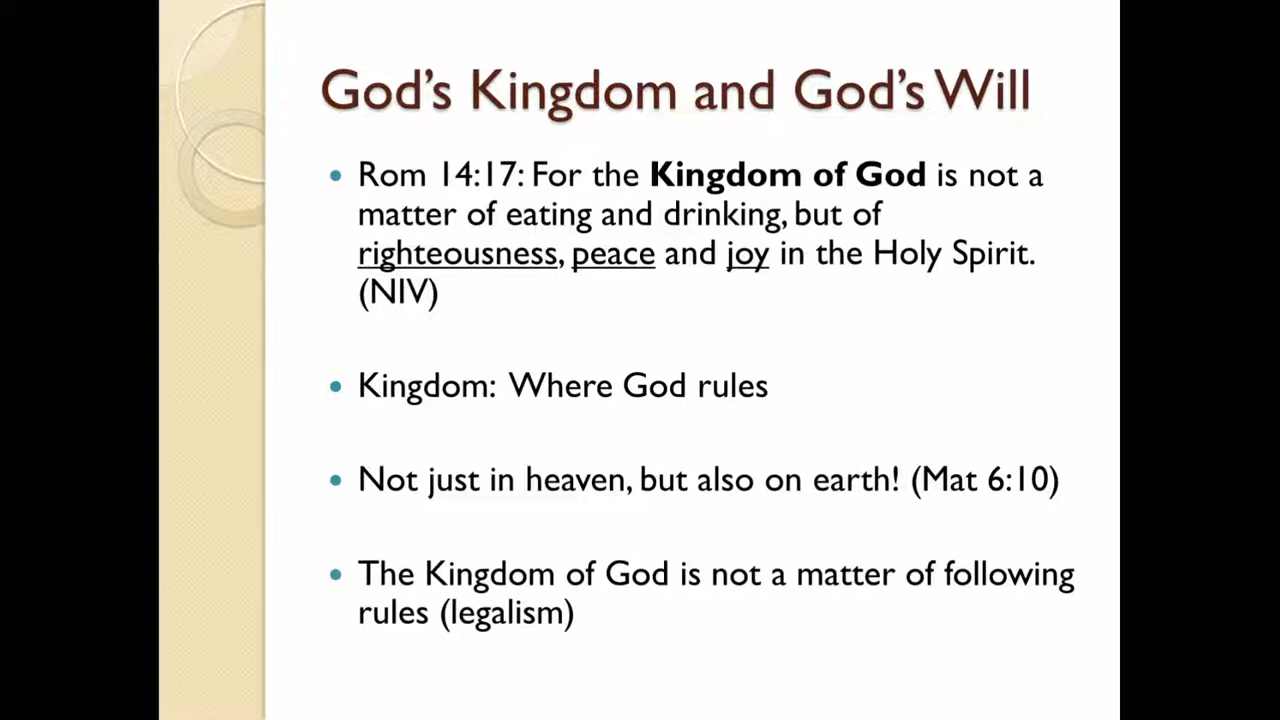 God's Kingdom and God's Will
• Rom 14:17: For the Kingdom of God is not a
matter of eating and drinking, but of
righteousness, peace and joy in the Holy Spirit.
(NIV)
• Kingdom:  Where God rules
• Not just in heaven, but also on earth! (Mat 6:10)
• The Kingdom of God is not a matter of following
rules (legalism)